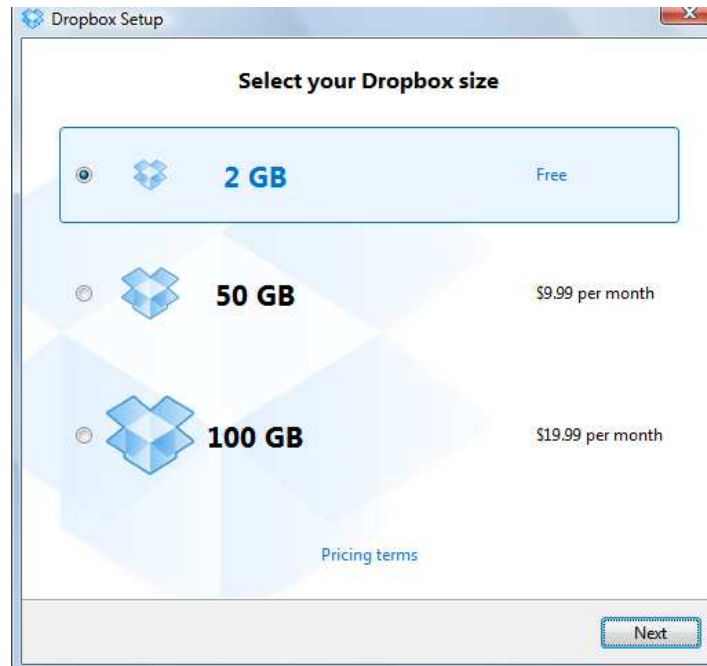 Dropbox Setup
Select your Dropbox size
2 GB Free
50 GB $9.99 per month
100 GB $19.99 per month
Pricing terms
Next